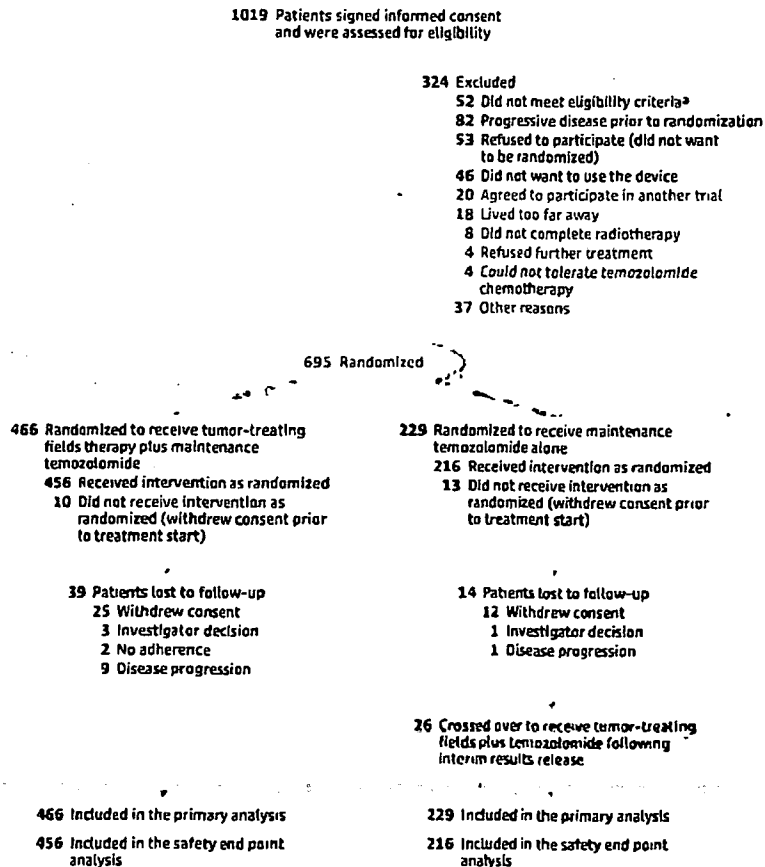 1019 Patients signed informed consent
and were assessed for eligibility
324 Excluded
52 Did not meet eligibility criteriaᵃ
82 Progressive disease prior to randomization
53 Refused to participate (did not want
to be randomized)
46 Did not want to use the device
20 Agreed to participate in another trial
18 Lived too far away
8 Did not complete radiotherapy
4 Refused further treatment
4 Could not tolerate temozolomide
chemotherapy
37 Other reasons
695 Randomized
466 Randomized to receive tumor-treating
fields therapy plus maintenance
temozolomide
456 Received intervention as randomized
10 Did not receive intervention as
randomized (withdrew consent prior
to treatment start)
229 Randomized to receive maintenance
temozolomide alone
216 Received intervention as randomized
13 Did not receive intervention as
randomized (withdrew consent prior
to treatment start)
39 Patients lost to follow-up
25 Withdrew consent
3 Investigator decision
2 No adherence
9 Disease progression
14 Patients lost to follow-up
12 Withdrew consent
1 Investigator decision
1 Disease progression
26 Crossed over to receive tumor-treating
fields plus temozolomide following
interim results release
466 Included in the primary analysis
456 Included in the safety end point
analysis
229 Included in the primary analysis
216 Included in the safety end point
analysis